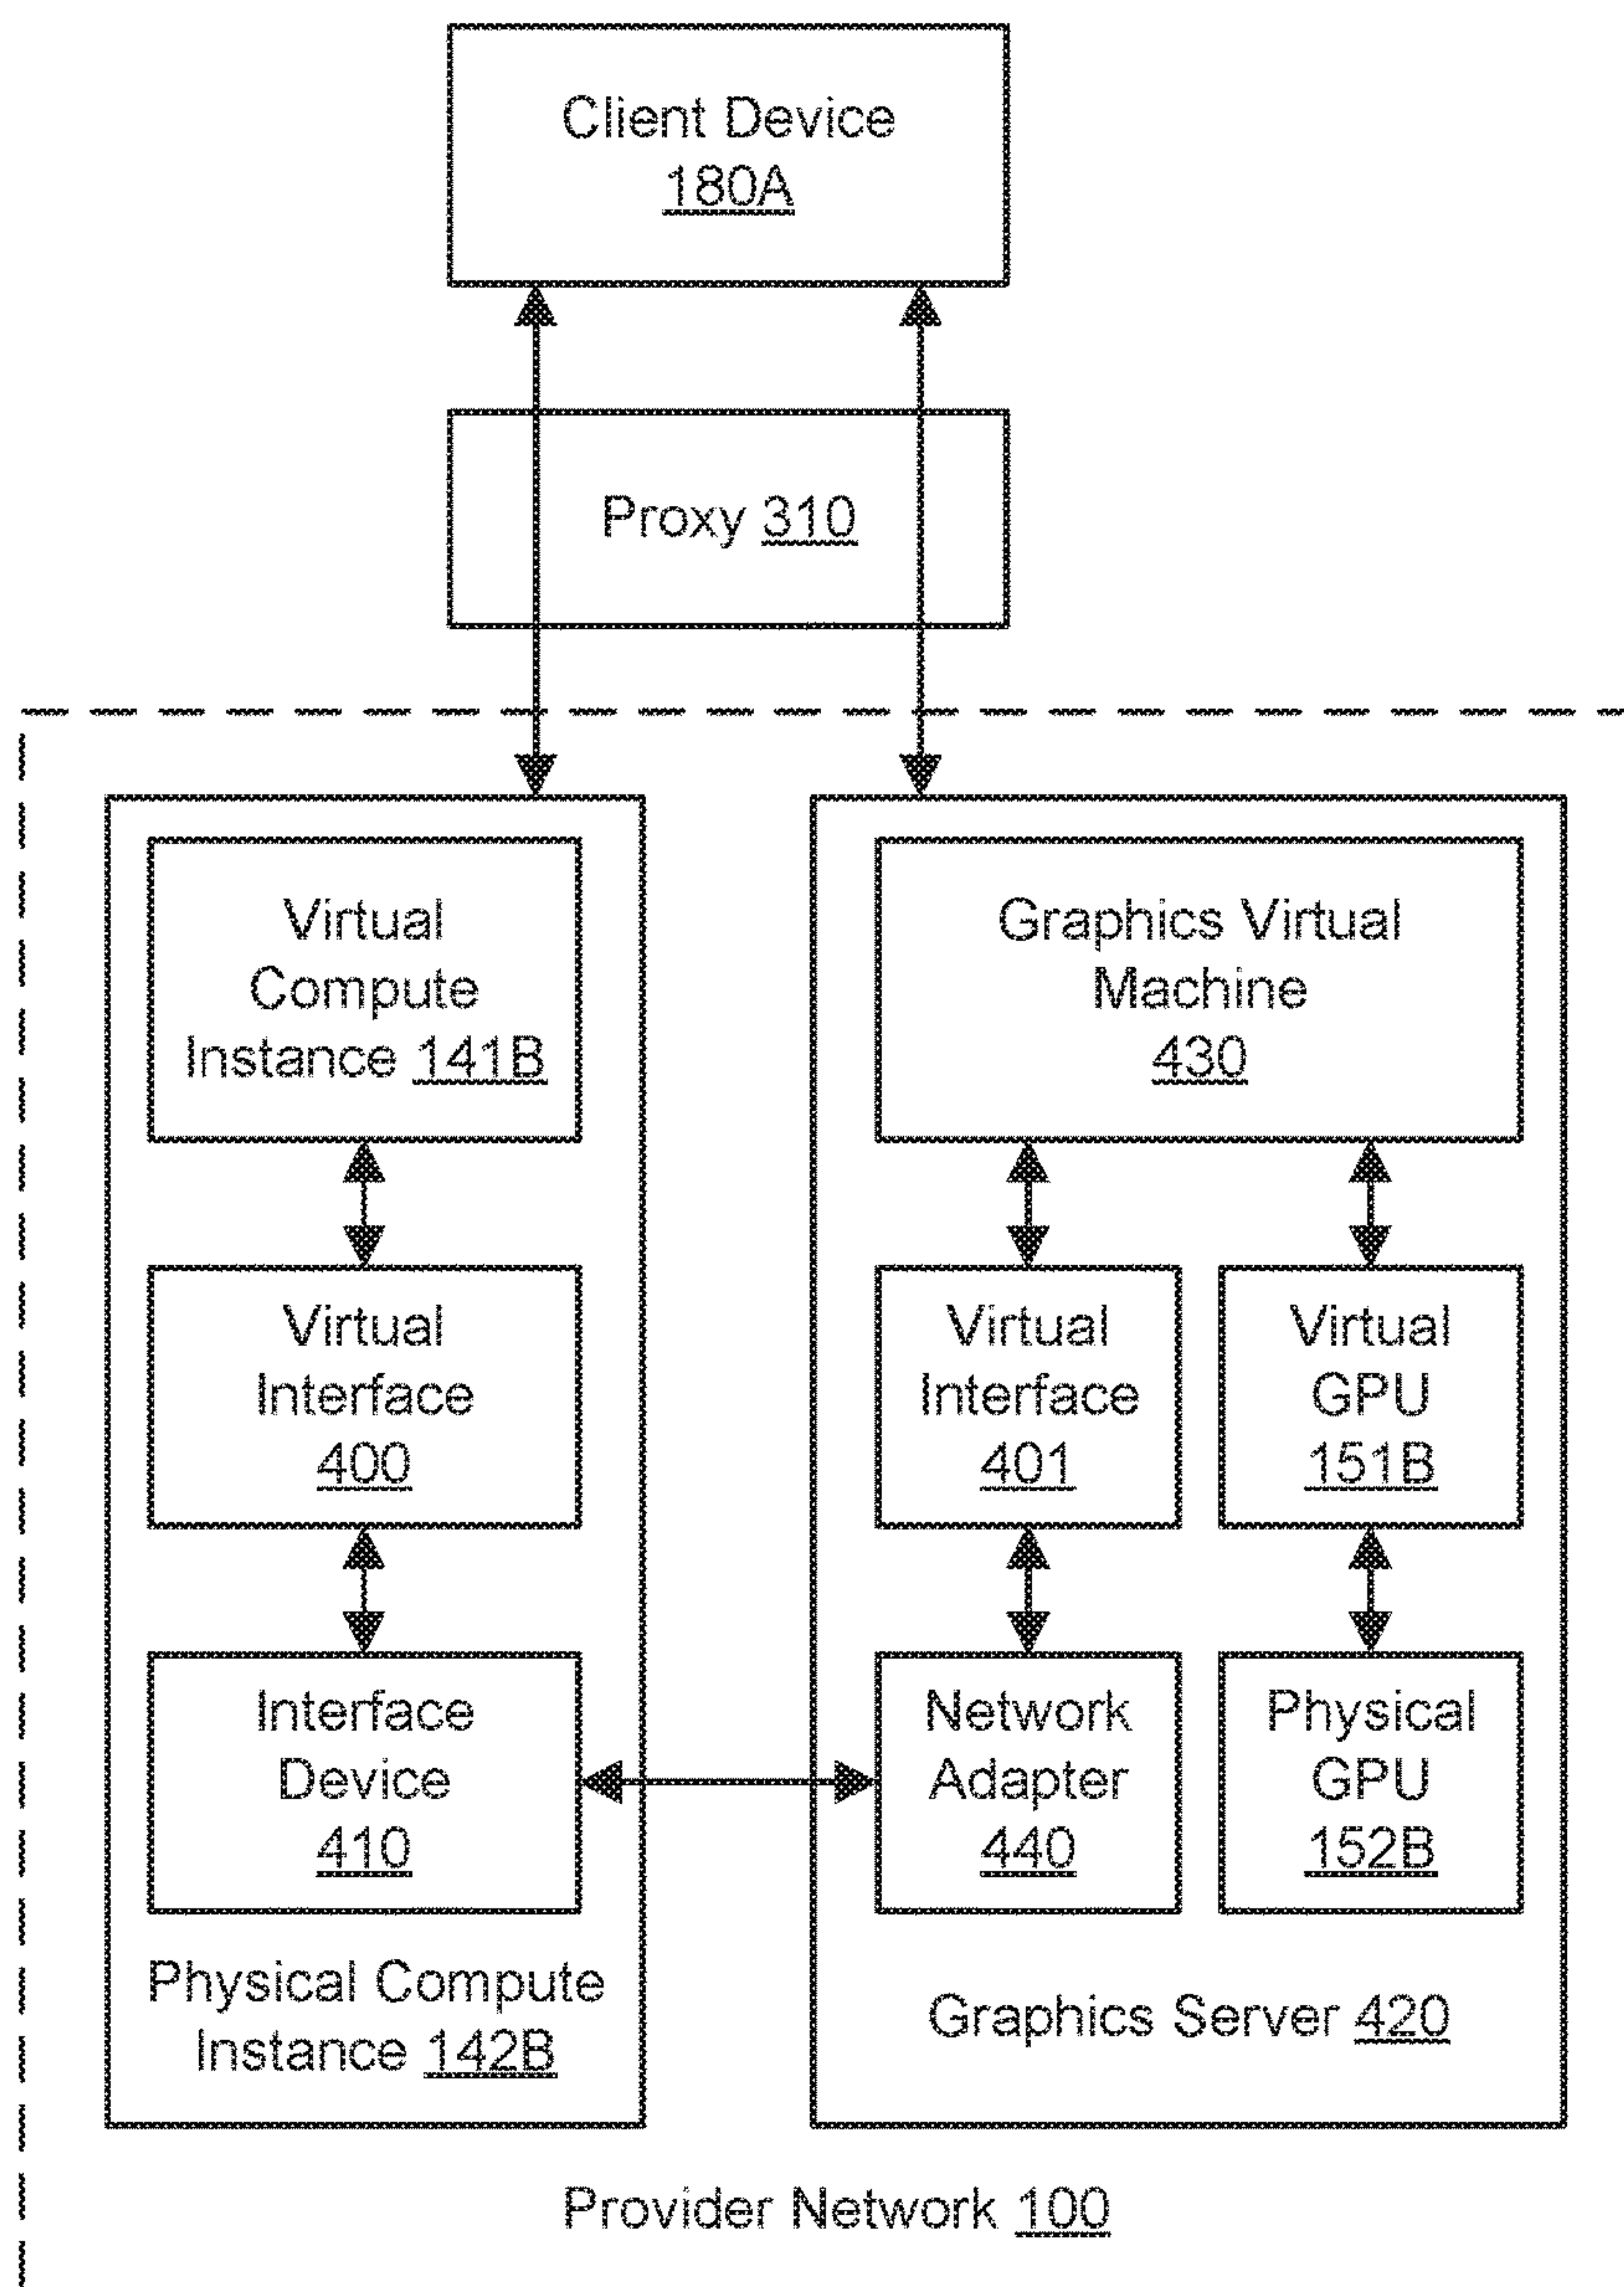 Client Device
180A
Proxy 310
Virtual
Compute
Instance 141B
Graphics Virtual
Machine
430
Virtual
Interface
400
Virtual
Interface
401
Virtual
GPU
151B
Interface
Device
410
Network
Adapter
440
Physical
GPU
152B
Physical Compute
Instance 142B
Graphics Server 420
Provider Network 100